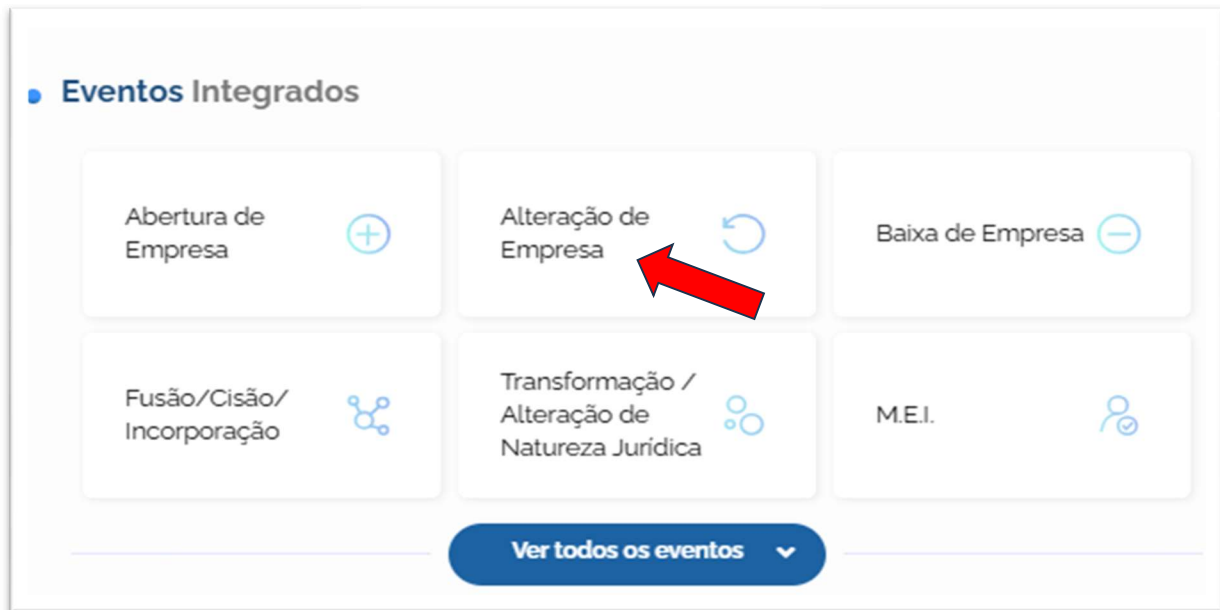 Eventos Integrados
Abertura de
Empresa
Alteração de
Empresa
Baixa de Empresa
Fusão/Cisão/
Incorporação
Transformação /
Alteração de
Natureza Jurídica
M.E.I.
Ver todos os eventos